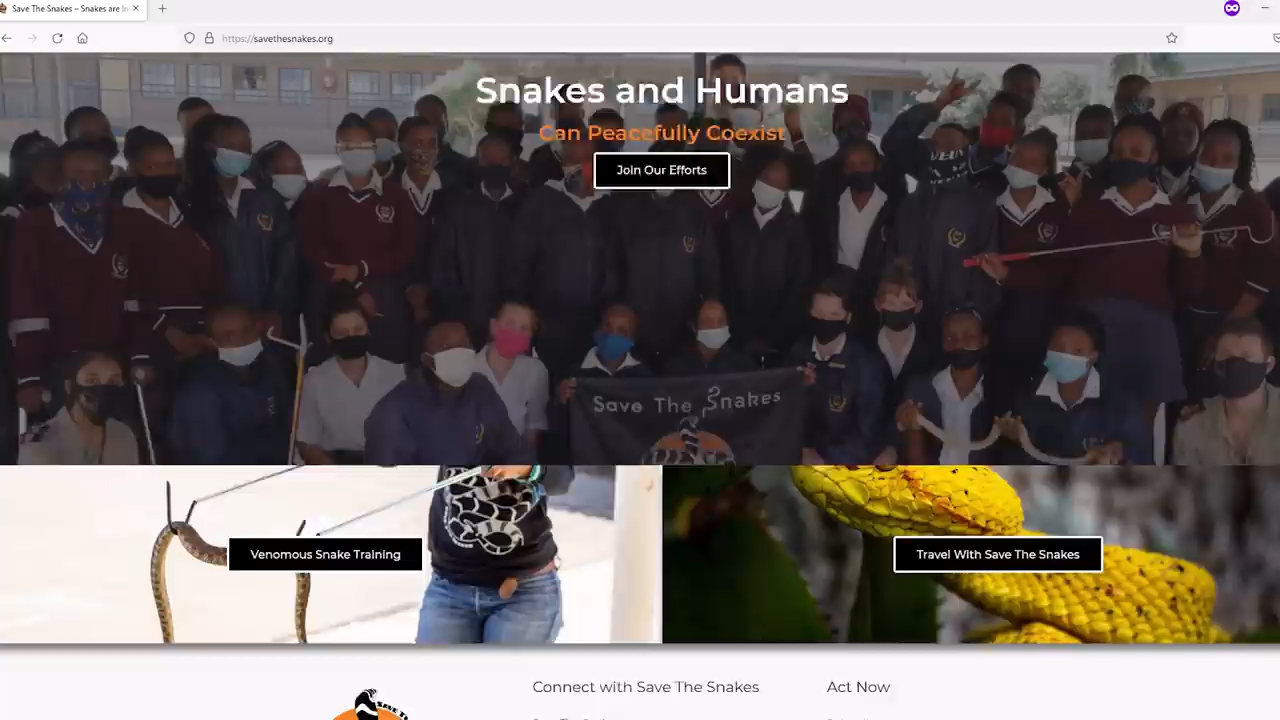 Save The Snakes – Snakes are In
https://savethesnakes.org
Snakes and Humans
Can Peacefully Coexist
Join Our Efforts
Save The Snakes
Venomous Snake Training
Travel With Save The Snakes
Connect with Save The Snakes
Act Now